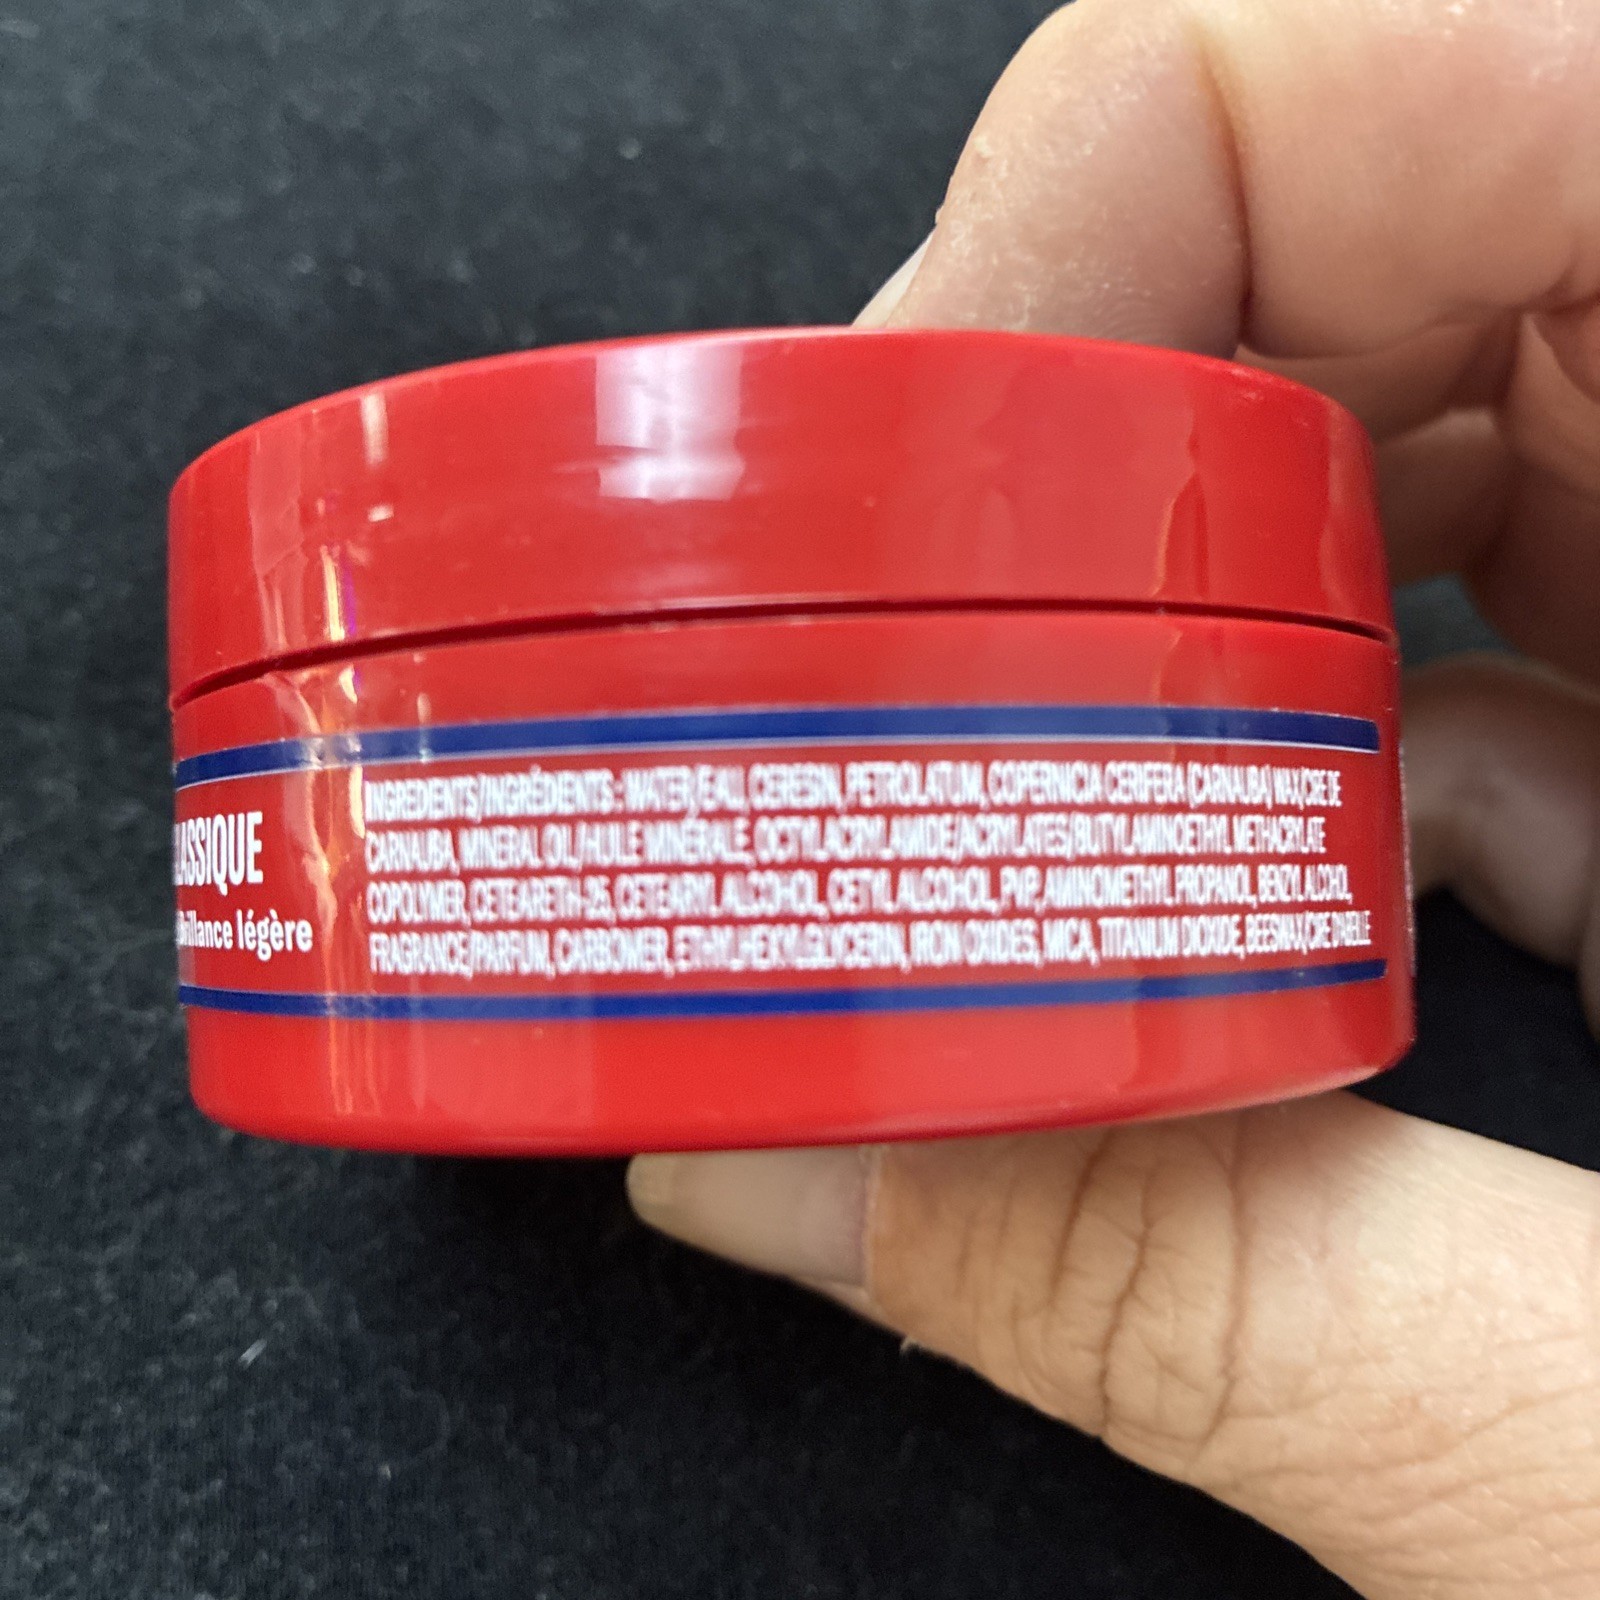 LASSIQUE
Brillance légère
INGREDIENTS/INGRÉDIENTS: WATER/EAU, CERESIN, PETROLATUM, COPERNICIA CERIFERA (CARNAUBA) WAX/CIRE DE
CARNAUBA, MINERAL OIL/HUILE MINÉRALE, OCTYLACRYLAMIDE/ACRYLATES/BUTYLAMINOETHYL METHACRYLATE
COPOLYMER, CETEARETH-25, CETEARYL ALCOHOL, CETYL ALCOHOL, PVP, AMINOMETHYL PROPANOL, BENZYL ALCOHOL,
FRAGRANCE/PARFUM, CARBOMER, ETHYLHEXYLGLYCERIN, IRON OXIDES, MICA, TITANIUM DIOXIDE, BEESWAX/CIRE D'ABEILLE